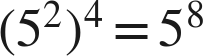 (5²)⁴ = 5⁸